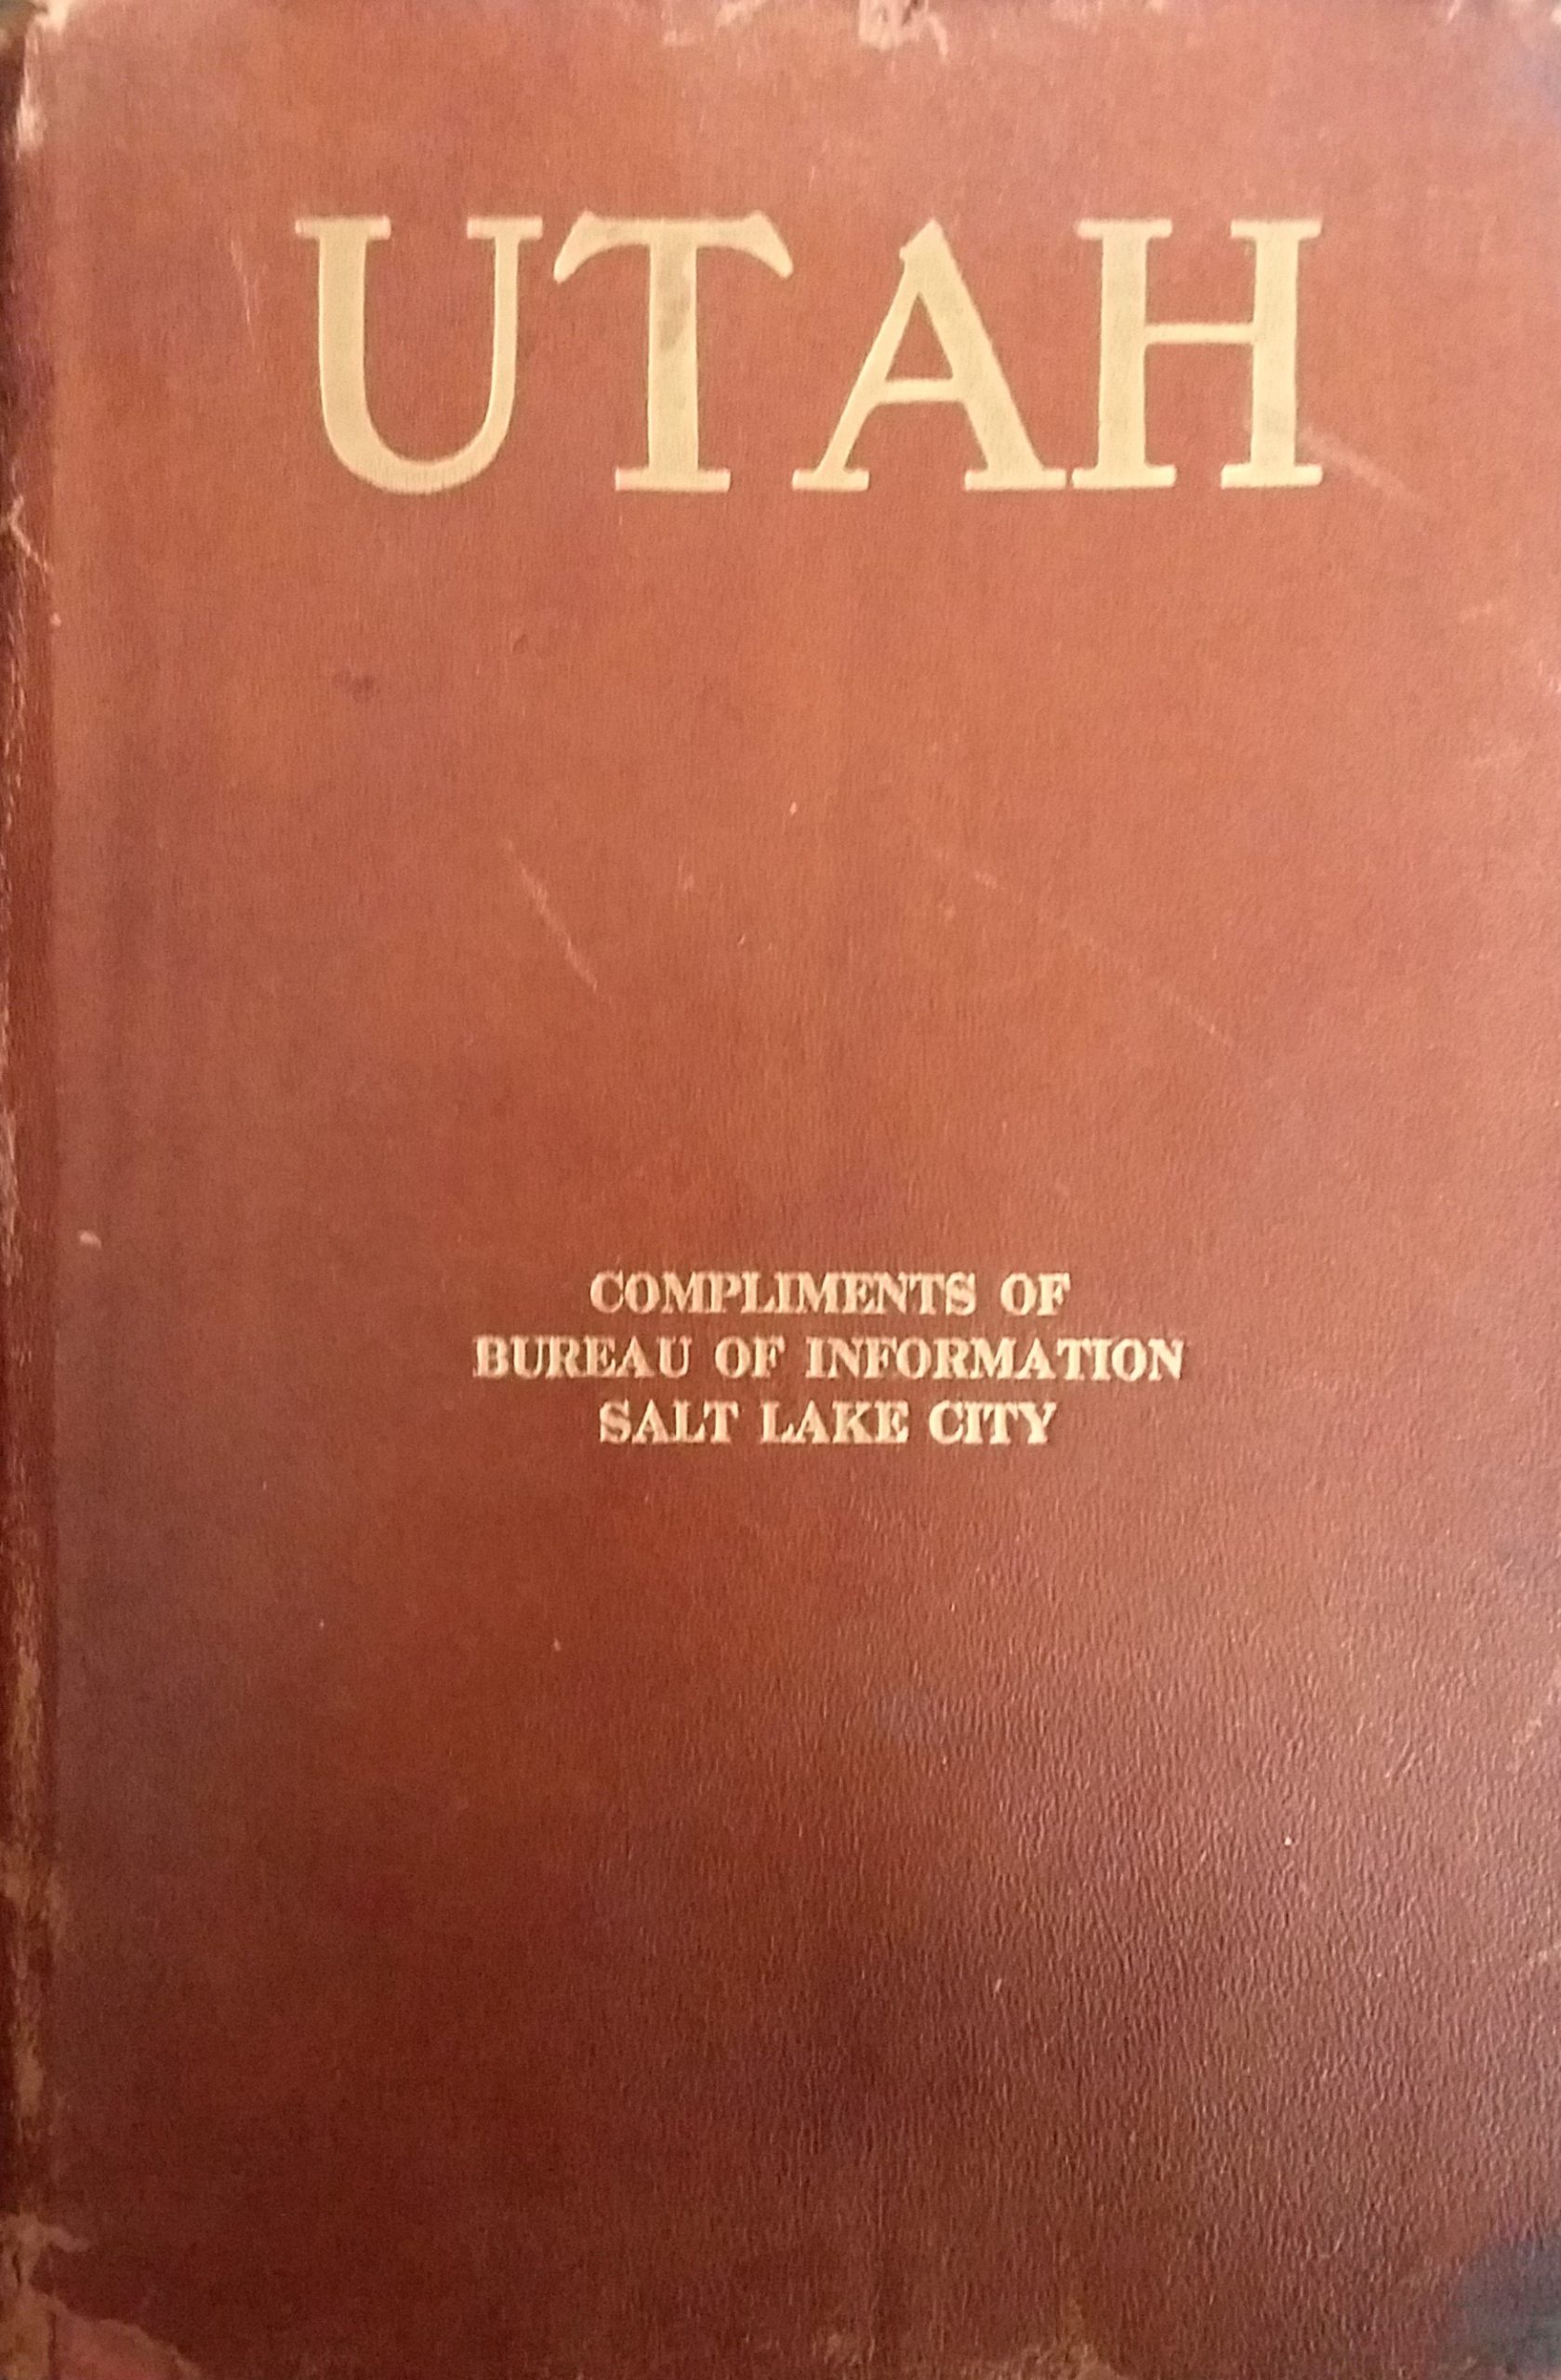 UTAH
COMPLIMENTS OF
BUREAU OF INFORMATION
SALT LAKE CITY